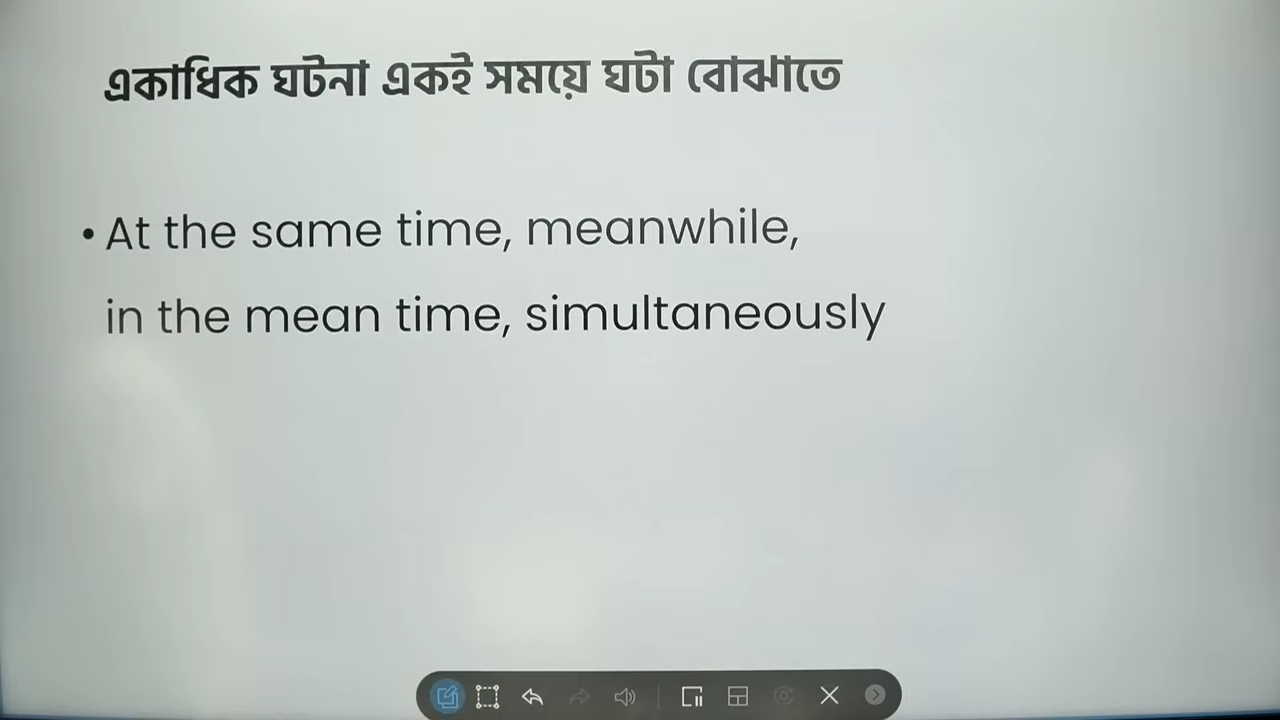 একাধিক ঘটনা একই সময়ে ঘটা বোঝাতে
• At the same time, meanwhile,
in the mean time, simultaneously